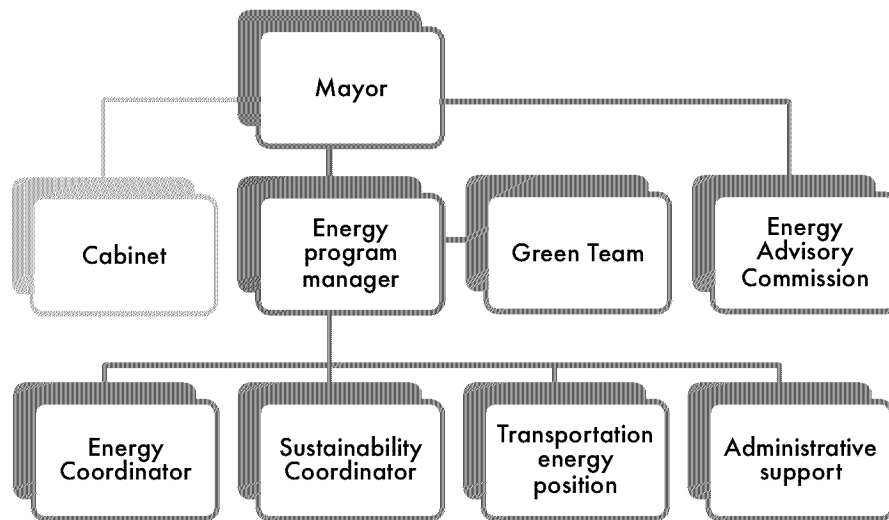 Mayor
Cabinet
Energy
program
manager
Green Team
Energy
Advisory
Commission
Energy
Coordinator
Sustainability
Coordinator
Transportation
energy
position
Administrative
support